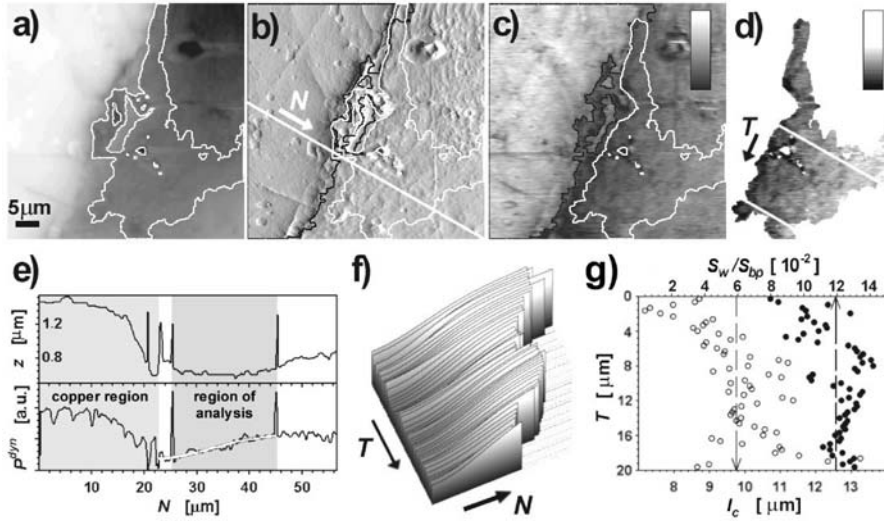 a)
b)
c)
d)
N
T
5μm
e)
f)
g)
S_w/S_bp [ 10^-2 ]
2 4 6 8 10 12 14
z [μm]
1.2
0.8
copper region
region of analysis
P^dyn [a.u.]
10 20 30 40 50
N [μm]
T
N
T [μm]
0
4
8
12
16
20
8 9 10 11 12 13
I_c [ μm]